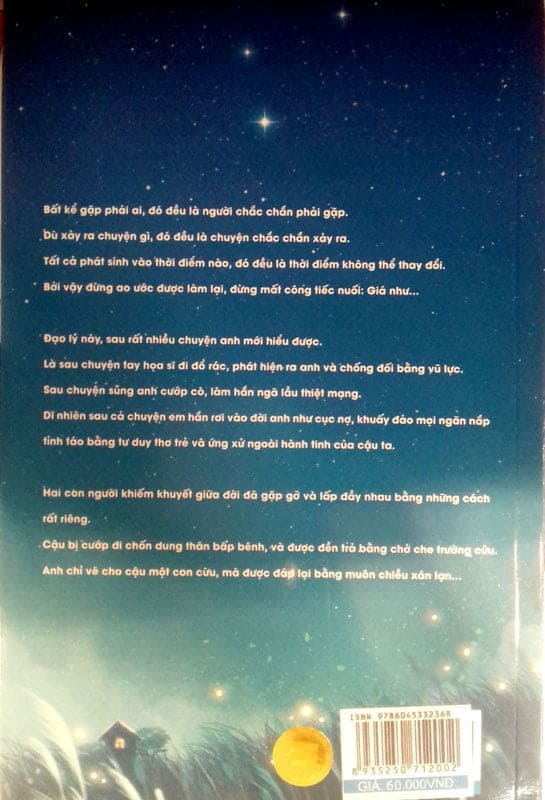 Bất kể gặp phải ai, đó đều là người chắc chắn phải gặp.
Dù xảy ra chuyện gì, đó đều là chuyện chắc chắn xảy ra.
Tất cả phát sinh vào thời điểm nào, đó đều là thời điểm không thể thay đổi.
Bởi vậy đừng ao ước được làm lại, đừng mất công tiếc nuối: Giá như...
Đạo lý này, sau rất nhiều chuyện anh mới hiểu được.
Là sau chuyện tay họa sĩ đi đổ rác, phát hiện ra anh và chống đối bằng vũ lực.
Sau chuyện súng anh cướp cò, làm hắn ngã lầu thiệt mạng.
Dĩ nhiên sau cả chuyện em hắn rơi vào đời anh như cục nợ, khuấy đảo mọi ngăn nắp
tỉnh táo bằng tư duy thơ trẻ và ứng xử ngoài hành tinh của cậu ta.
Hai con người khiếm khuyết giữa đời đã gặp gỡ và lấp đầy nhau bằng những cách
rất riêng.
Cậu bị cướp đi chốn dung thân bấp bênh, và được đền trả bằng chở che trường cửu.
Anh chỉ vẽ cho cậu một con cừu, mà được đáp lại bằng muôn chiều xán lạn...
ISBN 9786045332368
8 935250 712002
GIÁ: 60.000VNĐ